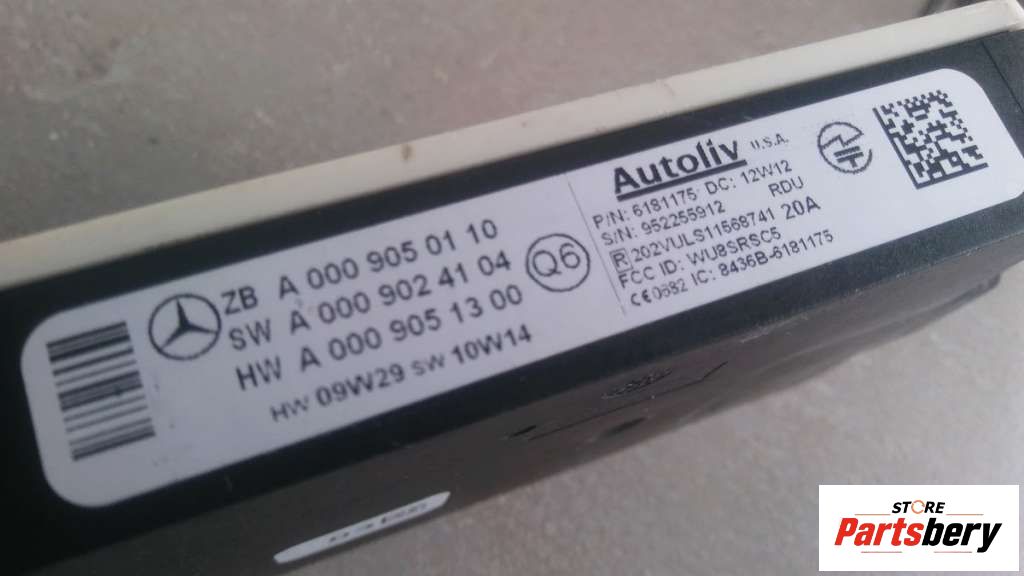 ZB A 000 905 01 10
SW A 000 902 41 04
HW A 000 905 13 00
HW 09W29 SW 10W14
Q6
Autoliv U.S.A.
P/N: 6181175 DC: 12W12
S/N: 952255912 RDU
R 202VULS11568741 20A
FCC ID: WU8SRSC5
CE0682 IC: 8436B-6181175
STORE
Partsbery